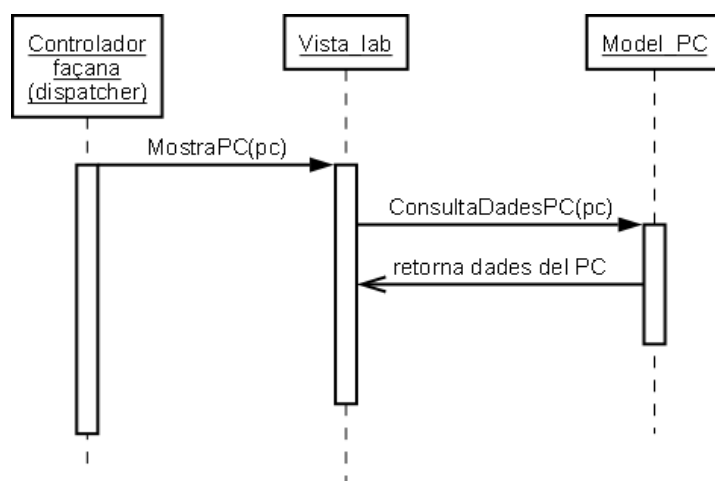 Controlador
façana
(dispatcher)
Vista_lab
Model_PC
MostraPC(pc)
ConsultaDadesPC(pc)
retorna dades del PC